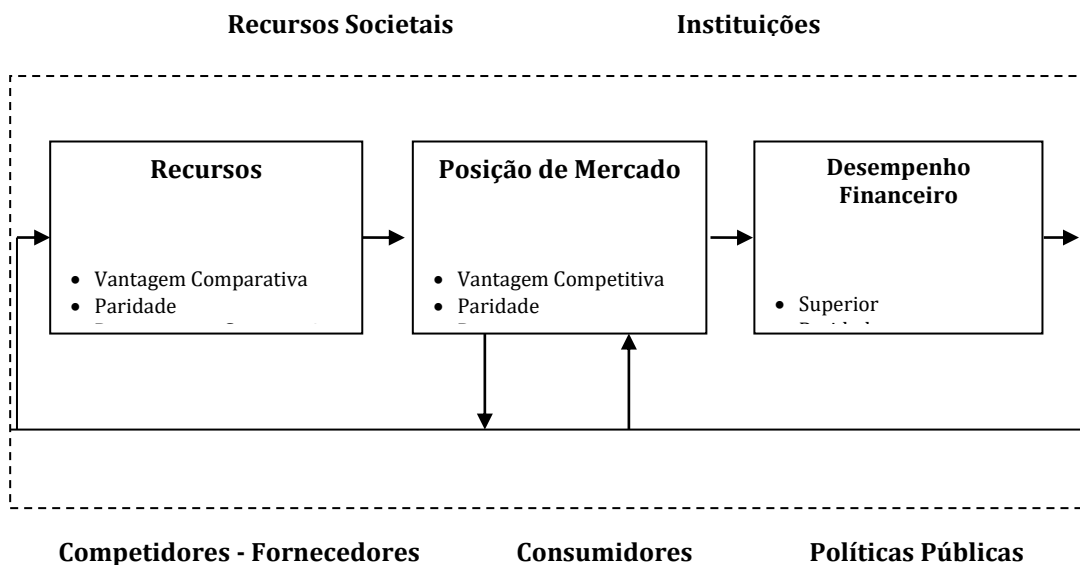 Recursos Societais Instituições
Recursos
Posição de Mercado
Desempenho
Financeiro
• Vantagem Comparativa
• Paridade
• Vantagem Competitiva
• Paridade
• Superior
Competidores - Fornecedores Consumidores Políticas Públicas